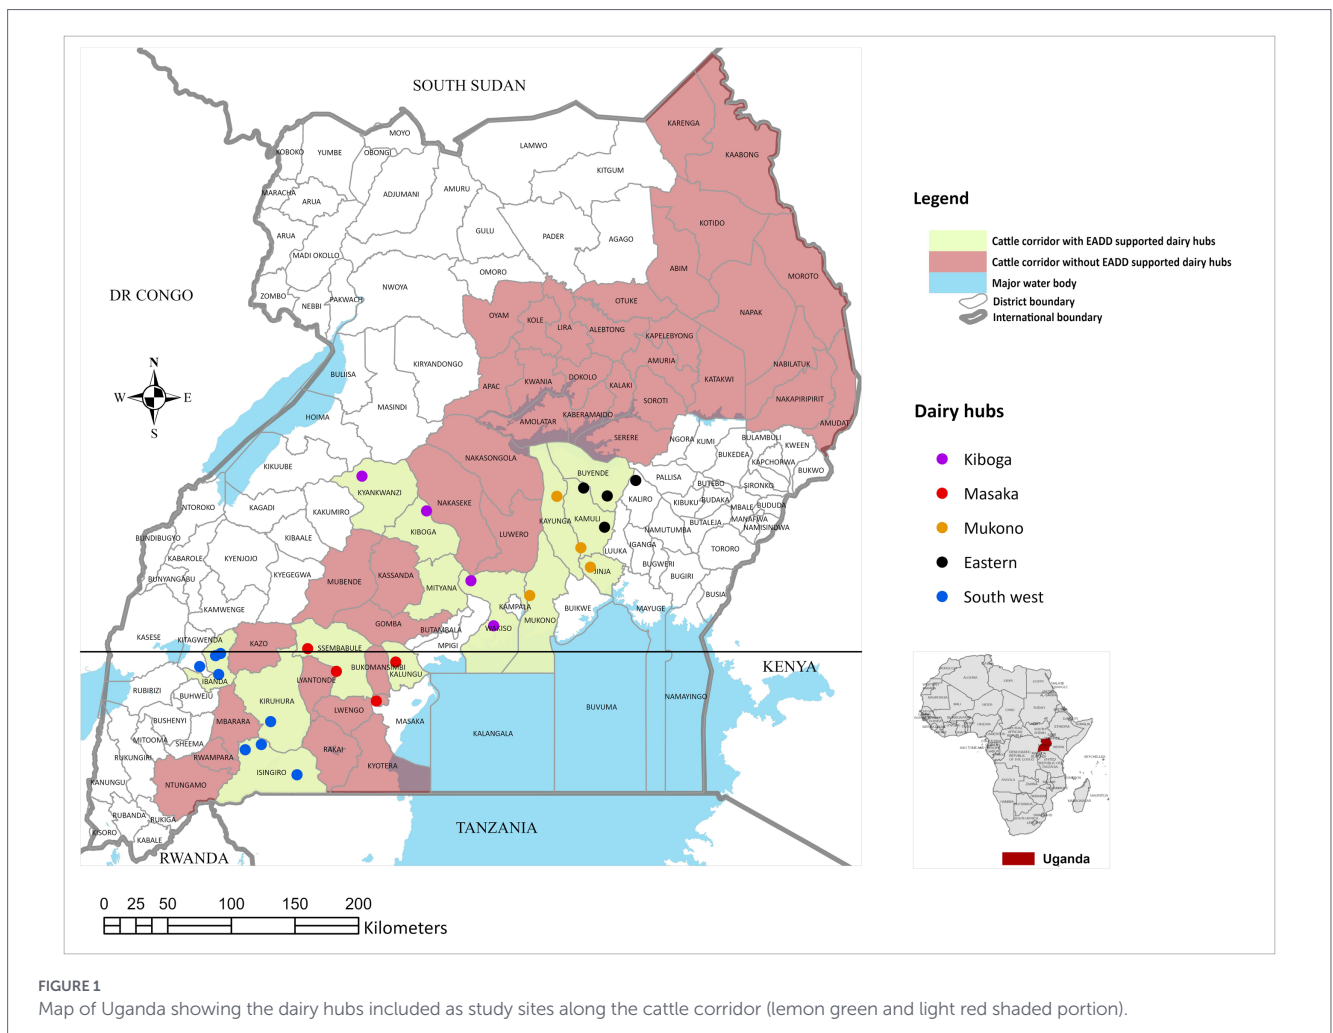 SOUTH SUDAN
KARENGA
MOYO
KAABONG
LAMWO
KOBOKO
YUMBE
OBONGI
KITGUM
MARACHA
AMURU
ADJUMANI
ARUA
KOTIDO
GULU
PADER
AGAGO
ARUA
MADI OKOLLO
ABIM
OMORO
MOROTO
DR CONGO
ZOMBO
NEBBI
PAKWACH
NWOYA
OTUKE
NAPAK
OYAM
KOLE
LIRA
ALEBTONG
KAPELEBYONG
AMURIA
KIRYANDONGO
NABILATUK
BULIISA
KWANIA
DOKOLO
KALAKI
KATAKWI
APAC
SOROTI
NAKAPIRIPIRIT
MASINDI
HOIMA
AMOLATAR
KABERAMAIDO
AMUDAT
SERERE
NGORA
KUMI
BULAMBULI
KWEEN
NAKASONGOLA
BUKEDEA
KAPCHORWA
BUKWO
KIKUUBE
BUYENDE
PALLISA
BUTEBO
SIRONKO
KYANKWANZI
NTOROKO
KAGADI
KAKUMIRO
NAKASEKE
KALIRO
KIBUKU
BUDAKA
MBALE
BUDUDA
KAYUNGA
KAMULI
BUTALEJA
MANAFWA
NAMISINDWA
BUNDIBUGYO
KIBAALE
KIBOGA
LUWERO
NAMUTUMBA
LUUKA
IGANGA
TORORO
KABAROLE
KYENJOJO
BUNYANGABU
KYEGEGWA
MUBENDE
KASSANDA
MITYANA
JINJA
BUGWERI
BUGIRI
BUSIA
KAMWENGE
KAMPALA
BUIKWE
MAYUGE
MUKONO
GOMBA
BUTAMBALA
WAKISO
MPIGI
KASESE
KITAGWENDA
KAZO
SSEMBABULE
BUKOMANSIMBI
KALUNGU
KENYA
IBANDA
LYANTONDE
RUBIRIZI
BUHWEJU
KIRUHURA
NAMAYINGO
BUVUMA
LWENGO
MASAKA
BUSHENYI
MBARARA
KALANGALA
MITOOMA
SHEEMA
RAKAI
RUKUNGIRI
RWAMPARA
KYOTERA
ISINGIRO
KANUNGU
NTUNGAMO
RUBANDA
RUKIGA
KISORO
KABALE
TANZANIA
RWANDA
N
W
E
S
0 25 50 100 150 200
Kilometers
Legend
Cattle corridor with EADD supported dairy hubs
Cattle corridor without EADD supported dairy hubs
Major water body
District boundary
International boundary
Dairy hubs
Kiboga
Masaka
Mukono
Eastern
South west
Uganda
FIGURE 1
Map of Uganda showing the dairy hubs included as study sites along the cattle corridor (lemon green and light red shaded portion).